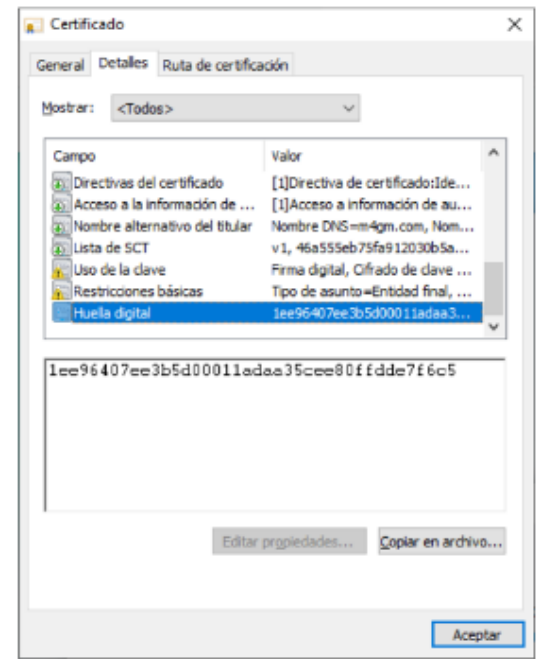 Certificado
General Detalles Ruta de certificación
Mostrar: <Todos>
Campo Valor
Directivas del certificado [1]Directiva de certificado:Ide...
Acceso a la información de ... [1]Acceso a información de au...
Nombre alternativo del titular Nombre DNS=m4gm.com, Nom...
Lista de SCT v1, 46a555eb75fa912030b5a...
Uso de la clave Firma digital, Cifrado de clave ...
Restricciones básicas Tipo de asunto=Entidad final, ...
Huella digital 1ee96407ee3b5d00011adaa3...
1ee96407ee3b5d00011adaa35cee80ffdde7f6c5
Editar propiedades... Copiar en archivo...
Aceptar